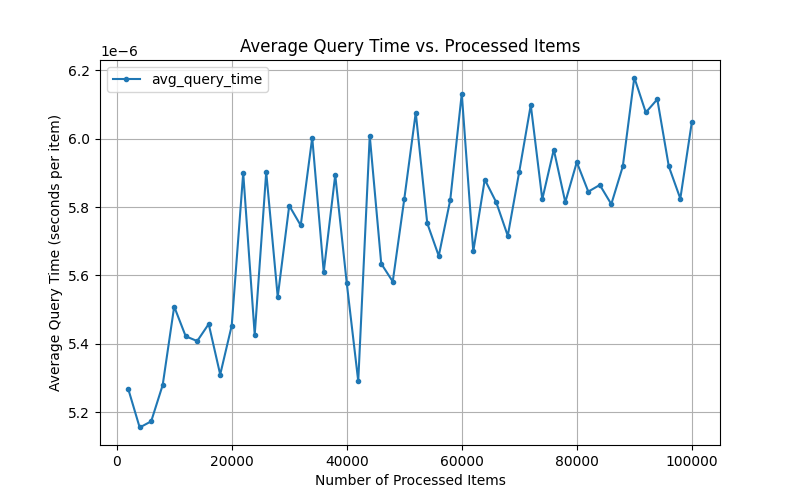 Average Query Time vs. Processed Items
1e−6
avg_query_time
6.2
6.0
5.8
5.6
5.4
5.2
Average Query Time (seconds per item)
0 20000 40000 60000 80000 100000
Number of Processed Items